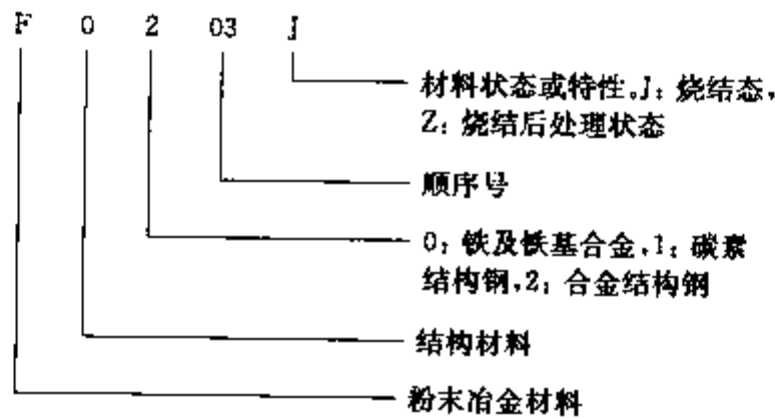 F 0 2 03 J
材料状态或特性。J：烧结态，
Z：烧结后处理状态
顺序号
0：铁及铁基合金，1：碳素
结构钢，2：合金结构钢
结构材料
粉末冶金材料